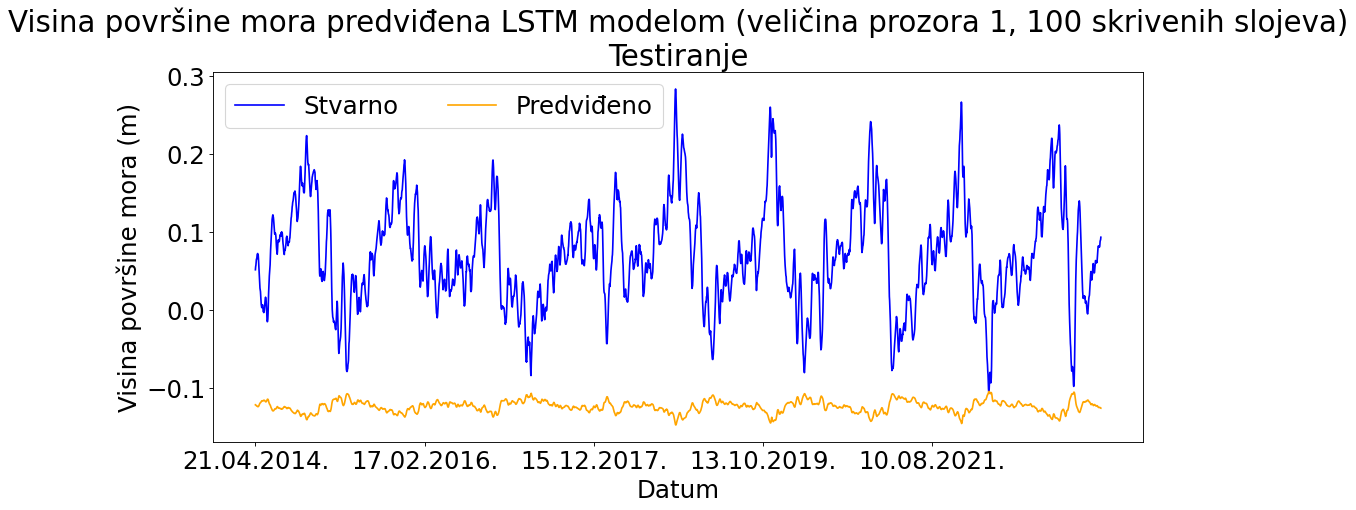 Visina površine mora predviđena LSTM modelom (veličina prozora 1, 100 skrivenih slojeva)
Testiranje
Stvarno
Predviđeno
Visina površine mora (m)
0.3
0.2
0.1
0.0
−0.1
21.04.2014.
17.02.2016.
15.12.2017.
13.10.2019.
10.08.2021.
Datum